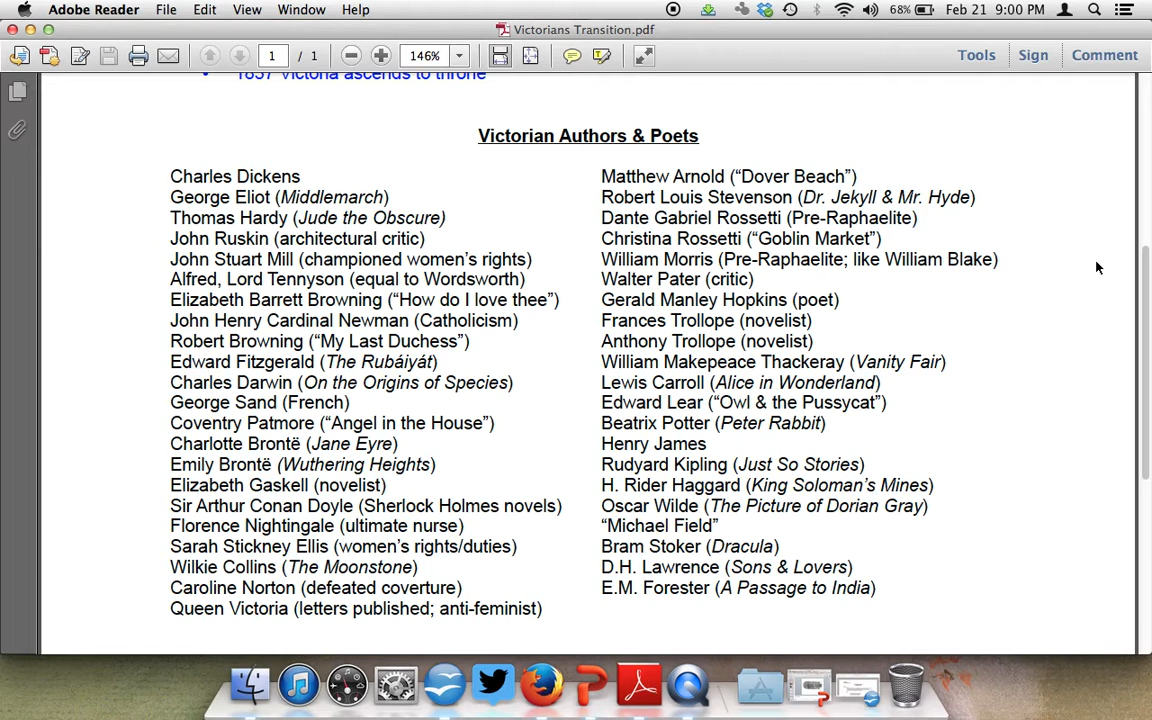 Adobe Reader File Edit View Window Help 68% Feb 21 9:00 PM
Victorians Transition.pdf
1 / 1 146% Tools Sign Comment
• 1837 Victoria ascends to throne
Victorian Authors & Poets
Charles Dickens
George Eliot (Middlemarch)
Thomas Hardy (Jude the Obscure)
John Ruskin (architectural critic)
John Stuart Mill (championed women's rights)
Alfred, Lord Tennyson (equal to Wordsworth)
Elizabeth Barrett Browning (“How do I love thee”)
John Henry Cardinal Newman (Catholicism)
Robert Browning (“My Last Duchess”)
Edward Fitzgerald (The Rubáiyát)
Charles Darwin (On the Origins of Species)
George Sand (French)
Coventry Patmore (“Angel in the House”)
Charlotte Brontë (Jane Eyre)
Emily Brontë (Wuthering Heights)
Elizabeth Gaskell (novelist)
Sir Arthur Conan Doyle (Sherlock Holmes novels)
Florence Nightingale (ultimate nurse)
Sarah Stickney Ellis (women's rights/duties)
Wilkie Collins (The Moonstone)
Caroline Norton (defeated coverture)
Queen Victoria (letters published; anti-feminist)
Matthew Arnold (“Dover Beach”)
Robert Louis Stevenson (Dr. Jekyll & Mr. Hyde)
Dante Gabriel Rossetti (Pre-Raphaelite)
Christina Rossetti (“Goblin Market”)
William Morris (Pre-Raphaelite; like William Blake)
Walter Pater (critic)
Gerald Manley Hopkins (poet)
Frances Trollope (novelist)
Anthony Trollope (novelist)
William Makepeace Thackeray (Vanity Fair)
Lewis Carroll (Alice in Wonderland)
Edward Lear (“Owl & the Pussycat”)
Beatrix Potter (Peter Rabbit)
Henry James
Rudyard Kipling (Just So Stories)
H. Rider Haggard (King Soloman's Mines)
Oscar Wilde (The Picture of Dorian Gray)
“Michael Field”
Bram Stoker (Dracula)
D.H. Lawrence (Sons & Lovers)
E.M. Forester (A Passage to India)